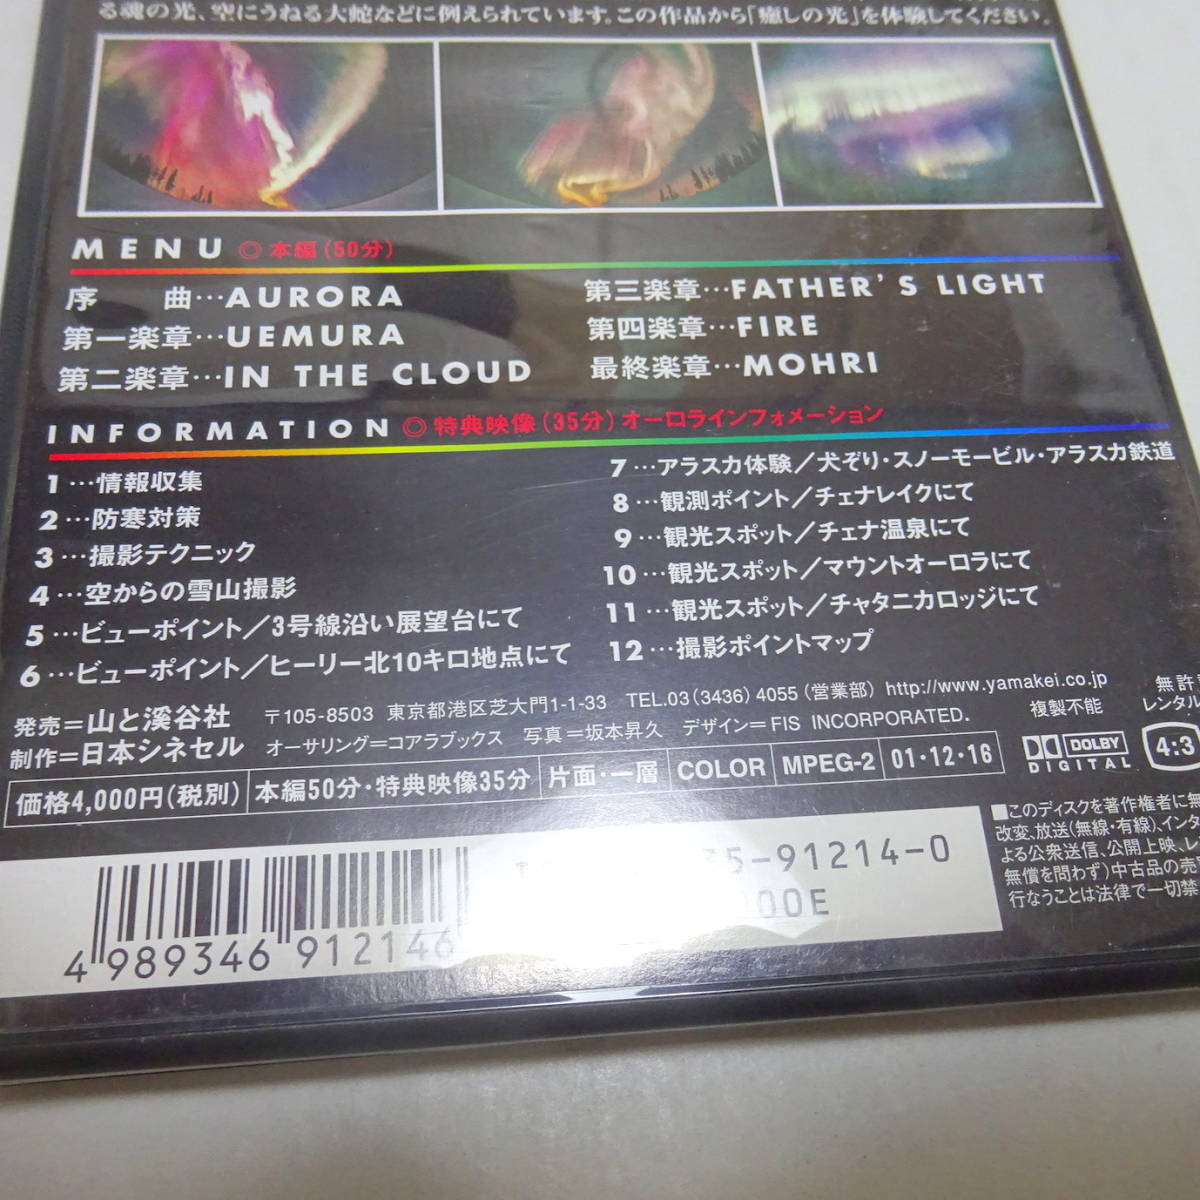 る魂の光、空にうねる大蛇などに例えられています。この作品から「癒しの光」を体験してください。
MENU ◎本編(50分)
序 曲…AURORA
第一楽章…UEMURA
第二楽章…IN THE CLOUD
第三楽章…FATHER'S LIGHT
第四楽章…FIRE
最終楽章…MOHRI
INFORMATION ◎特典映像(35分)オーロラインフォメーション
1…情報収集
2…防寒対策
3…撮影テクニック
4…空からの雪山撮影
5…ビューポイント/3号線沿い展望台にて
6…ビューポイント/ヒーリー北10キロ地点にて
7…アラスカ体験/犬ぞり・スノーモービル・アラスカ鉄道
8…観測ポイント/チェナレイクにて
9…観光スポット/チェナ温泉にて
10…観光スポット/マウントオーロラにて
11…観光スポット/チャタニカロッジにて
12…撮影ポイントマップ
発売=山と溪谷社 〒105-8503 東京都港区芝大門1-1-33 TEL.03(3436)4055(営業部) http://www.yamakei.co.jp
制作=日本シネセル オーサリング=コアラブックス 写真=坂本昇久 デザイン=FIS INCORPORATED.
複製不能
無許
レンタル
価格4,000円(税別) 本編50分・特典映像35分 片面・一層 COLOR MPEG-2 01・12・16
DOLBY
DIGITAL
4:3
■このディスクを著作権者に無
改変、放送(無線・有線)、インタ
よる公衆送信、公開上映、レ
無償を問わず)中古品の売
行なうことは法律で一切禁
5-91214-0
00E
4 989346 912146